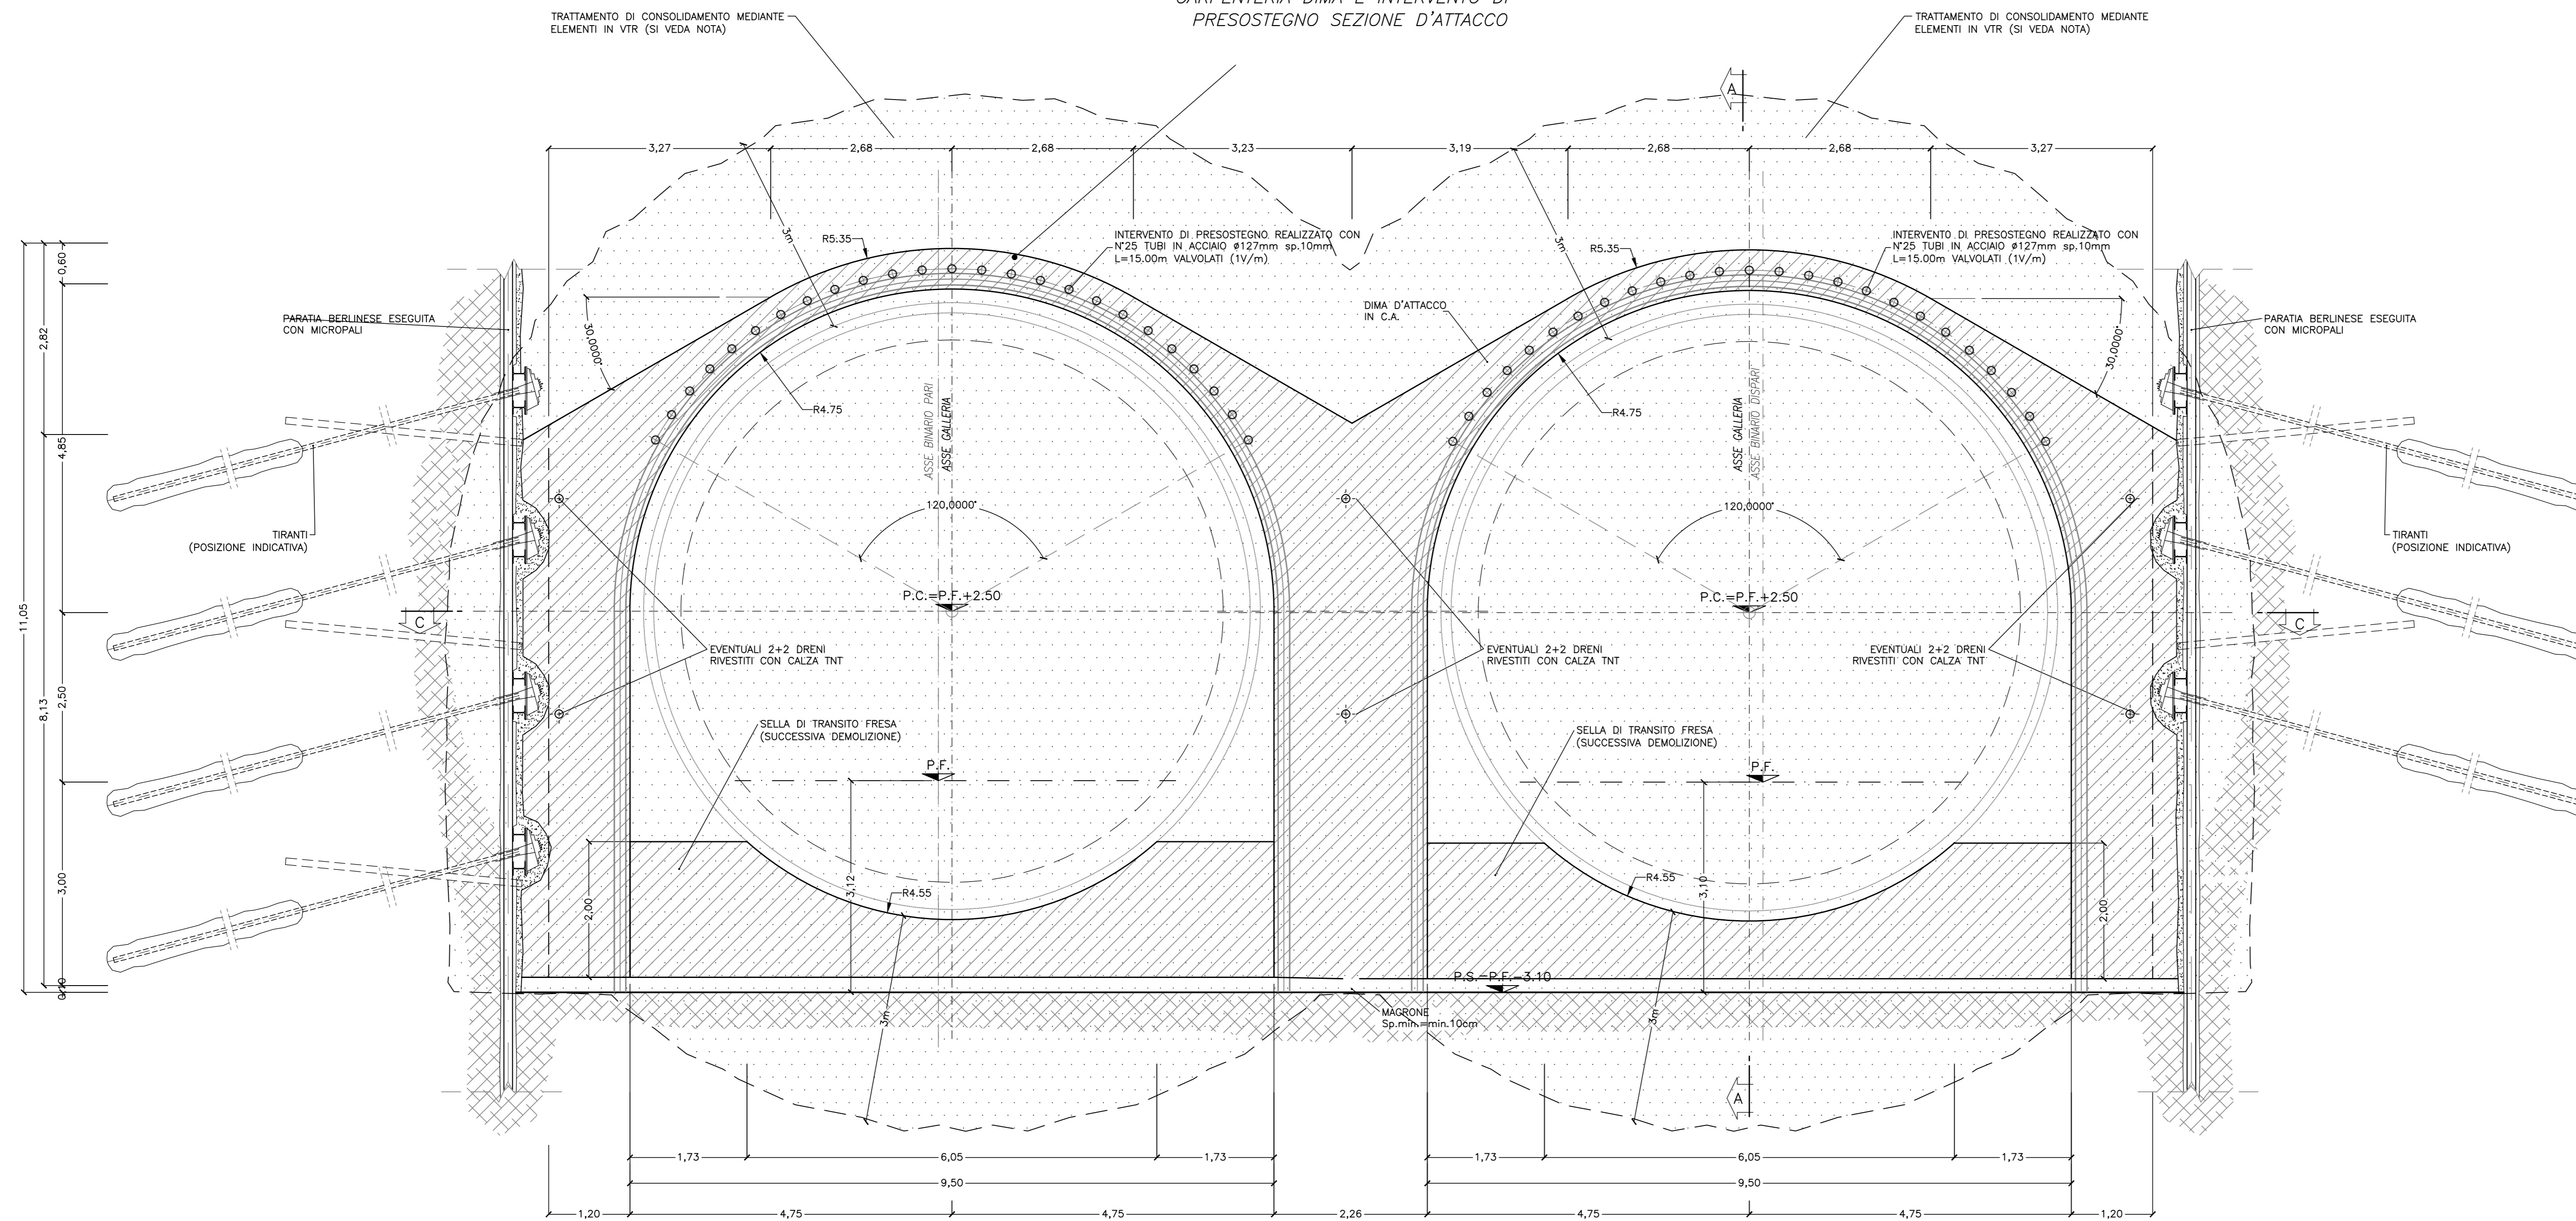 CARPENTERIA DIMA E INTERVENTO DI
PRESOSTEGNO SEZIONE D'ATTACCO
TRATTAMENTO DI CONSOLIDAMENTO MEDIANTE
ELEMENTI IN VTR (SI VEDA NOTA)
TRATTAMENTO DI CONSOLIDAMENTO MEDIANTE
ELEMENTI IN VTR (SI VEDA NOTA)
A
3,27
2,68
2,68
3,23
3,19
2,68
2,68
3,27
3m
3m
R5.35
INTERVENTO DI PRESOSTEGNO REALIZZATO CON
N°25 TUBI IN ACCIAIO ø127mm sp.10mm
L=15.00m VALVOLATI (1V/m)
R5.35
INTERVENTO DI PRESOSTEGNO REALIZZATO CON
N°25 TUBI IN ACCIAIO ø127mm sp.10mm
L=15.00m VALVOLATI (1V/m)
0,60
2,82
4,85
11,05
8,13
2,50
3,00
0,10
PARATIA BERLINESE ESEGUITA
CON MICROPALI
30,0000°
DIMA D'ATTACCO
IN C.A.
30,0000°
PARATIA BERLINESE ESEGUITA
CON MICROPALI
R4.75
R4.75
ASSE BINARIO PARI
ASSE GALLERIA
ASSE GALLERIA
ASSE BINARIO DISPARI
120,0000°
120,0000°
TIRANTI
(POSIZIONE INDICATIVA)
TIRANTI
(POSIZIONE INDICATIVA)
P.C.=P.F.+2.50
P.C.=P.F.+2.50
C
C
EVENTUALI 2+2 DRENI
RIVESTITI CON CALZA TNT
EVENTUALI 2+2 DRENI
RIVESTITI CON CALZA TNT
EVENTUALI 2+2 DRENI
RIVESTITI CON CALZA TNT
SELLA DI TRANSITO FRESA
(SUCCESSIVA DEMOLIZIONE)
SELLA DI TRANSITO FRESA
(SUCCESSIVA DEMOLIZIONE)
P.F.
P.F.
2,00
3,12
R4.55
R4.55
3,10
2,00
P.S.=P.F.-3.10
MAGRONE
Sp.min.=min.10cm
3m
3m
A
1,73
6,05
1,73
1,73
6,05
1,73
9,50
9,50
1,20
4,75
4,75
2,26
4,75
4,75
1,20